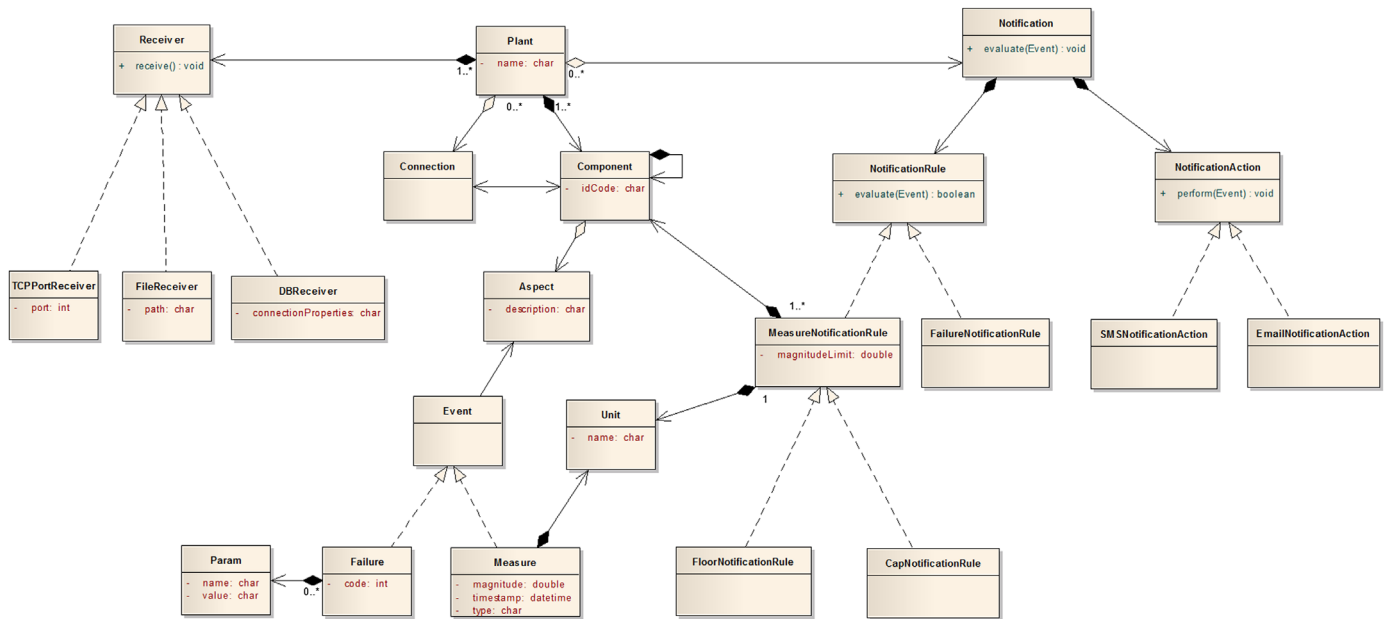 Receiver
+ receive() : void
Plant
- name: char
Notification
+ evaluate(Event) : void
1..*
0..*
0..*
1..*
Connection
Component
- idCode: char
NotificationRule
+ evaluate(Event) : boolean
NotificationAction
+ perform(Event) : void
TCPPortReceiver
- port: int
FileReceiver
- path: char
DBReceiver
- connectionProperties: char
Aspect
- description: char
1..*
MeasureNotificationRule
- magnitudeLimit: double
FailureNotificationRule
SMSNotificationAction
EmailNotificationAction
1
Event
Unit
- name: char
Param
- name: char
- value: char
0..*
Failure
- code: int
Measure
- magnitude: double
- timestamp: datetime
- type: char
FloorNotificationRule
CapNotificationRule